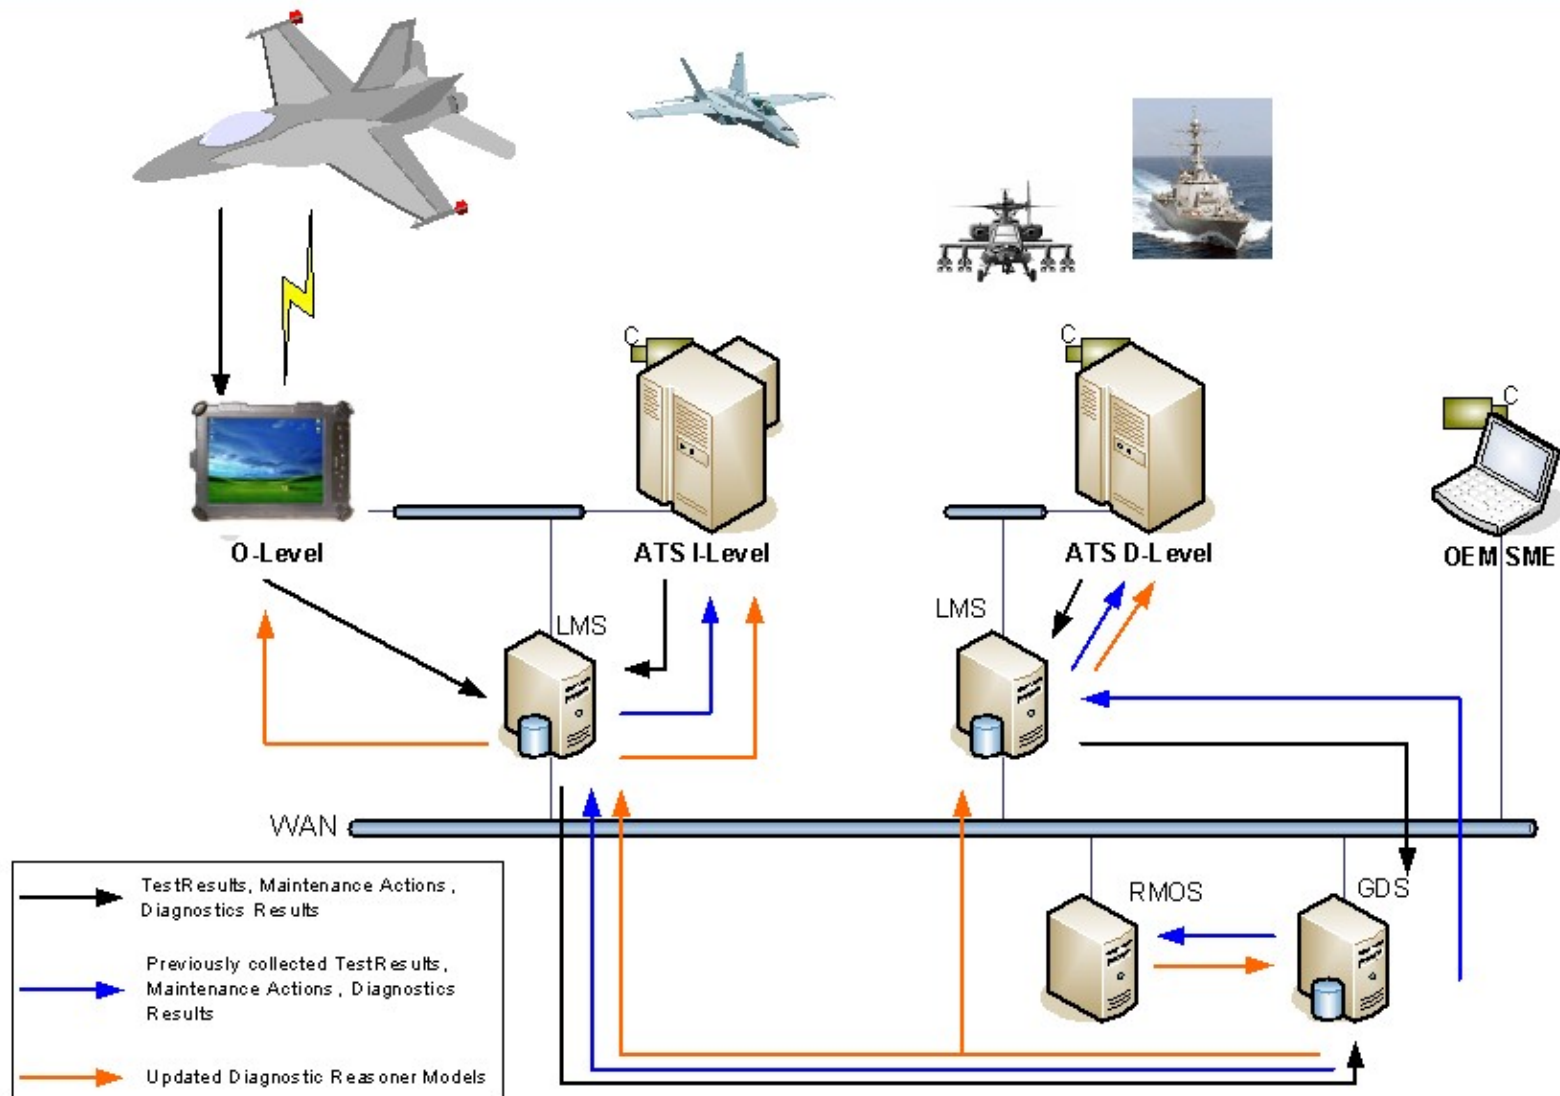 C
C
C
O-Level
ATS I-Level
ATS D-Level
OEM SME
LMS
LMS
WAN
RMOS
GDS
TestResults, Maintenance Actions ,
Diagnostics Results
Previously collected TestResults,
Maintenance Actions , Diagnostics
Results
Updated Diagnostic Reasoner Models